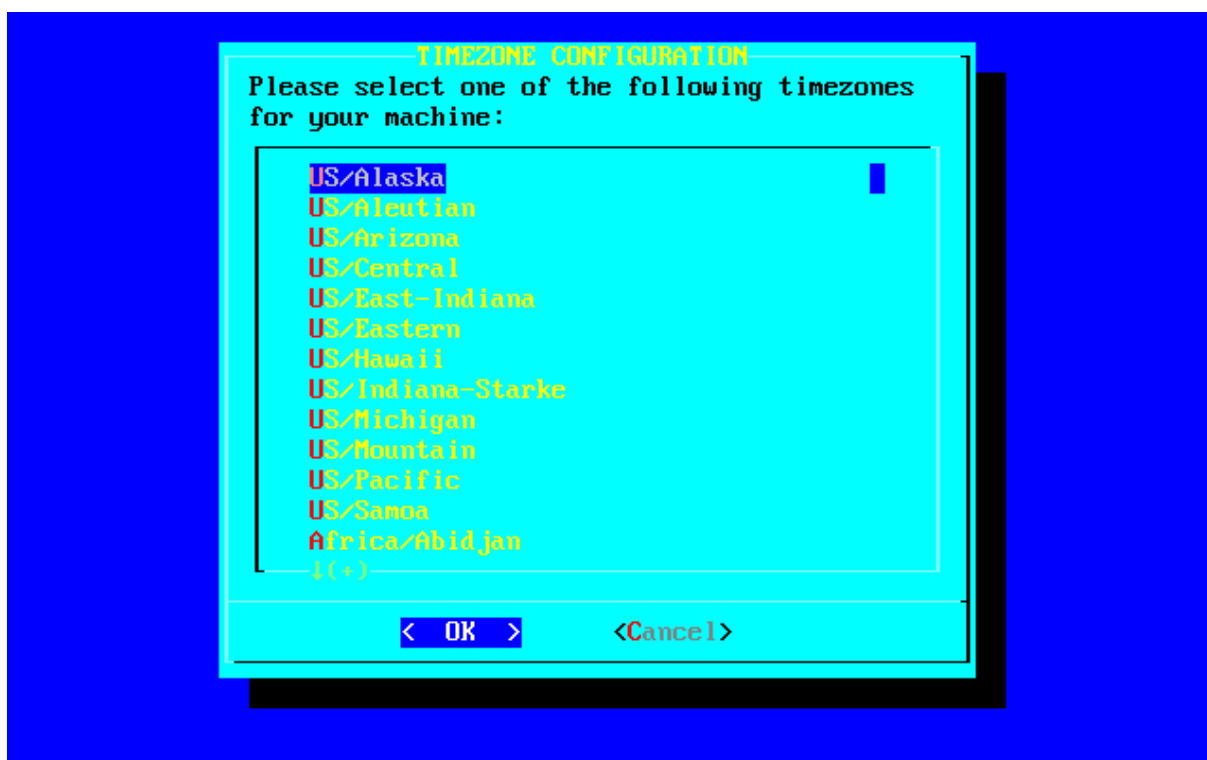 TIMEZONE CONFIGURATION
Please select one of the following timezones
for your machine:
US/Alaska
US/Aleutian
US/Arizona
US/Central
US/East-Indiana
US/Eastern
US/Hawaii
US/Indiana-Starke
US/Michigan
US/Mountain
US/Pacific
US/Samoa
Africa/Abidjan
↓(+)
< OK > <Cancel>